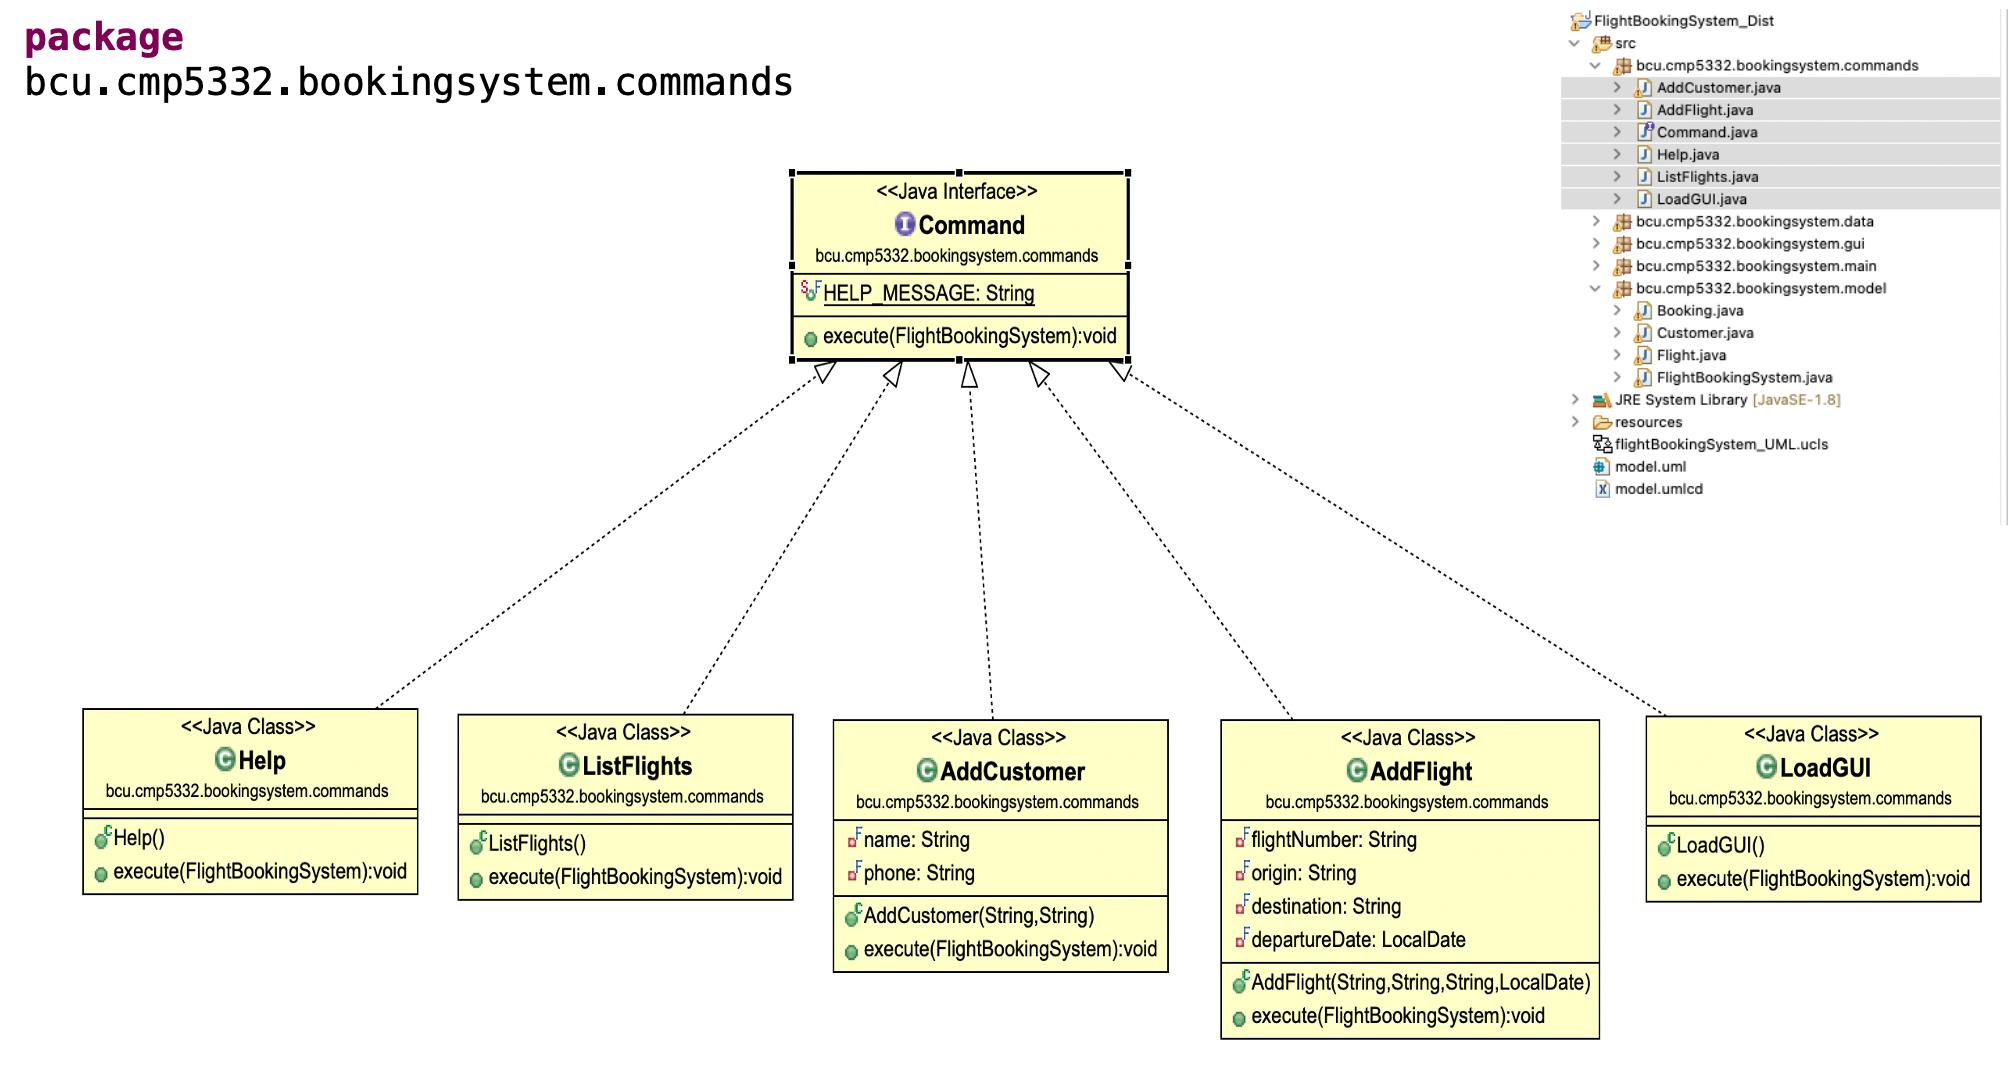 package
bcu.cmp5332.bookingsystem.commands
FlightBookingSystem_Dist
src
bcu.cmp5332.bookingsystem.commands
AddCustomer.java
AddFlight.java
Command.java
Help.java
ListFlights.java
LoadGUI.java
bcu.cmp5332.bookingsystem.data
bcu.cmp5332.bookingsystem.gui
bcu.cmp5332.bookingsystem.main
bcu.cmp5332.bookingsystem.model
Booking.java
Customer.java
Flight.java
FlightBookingSystem.java
JRE System Library [JavaSE-1.8]
resources
flightBookingSystem_UML.ucls
model.uml
model.umlcd
<<Java Interface>>
Command
bcu.cmp5332.bookingsystem.commands
HELP_MESSAGE: String
execute(FlightBookingSystem):void
<<Java Class>>
Help
bcu.cmp5332.bookingsystem.commands
Help()
execute(FlightBookingSystem):void
<<Java Class>>
ListFlights
bcu.cmp5332.bookingsystem.commands
ListFlights()
execute(FlightBookingSystem):void
<<Java Class>>
AddCustomer
bcu.cmp5332.bookingsystem.commands
name: String
phone: String
AddCustomer(String,String)
execute(FlightBookingSystem):void
<<Java Class>>
AddFlight
bcu.cmp5332.bookingsystem.commands
flightNumber: String
origin: String
destination: String
departureDate: LocalDate
AddFlight(String,String,String,LocalDate)
execute(FlightBookingSystem):void
<<Java Class>>
LoadGUI
bcu.cmp5332.bookingsystem.commands
LoadGUI()
execute(FlightBookingSystem):void